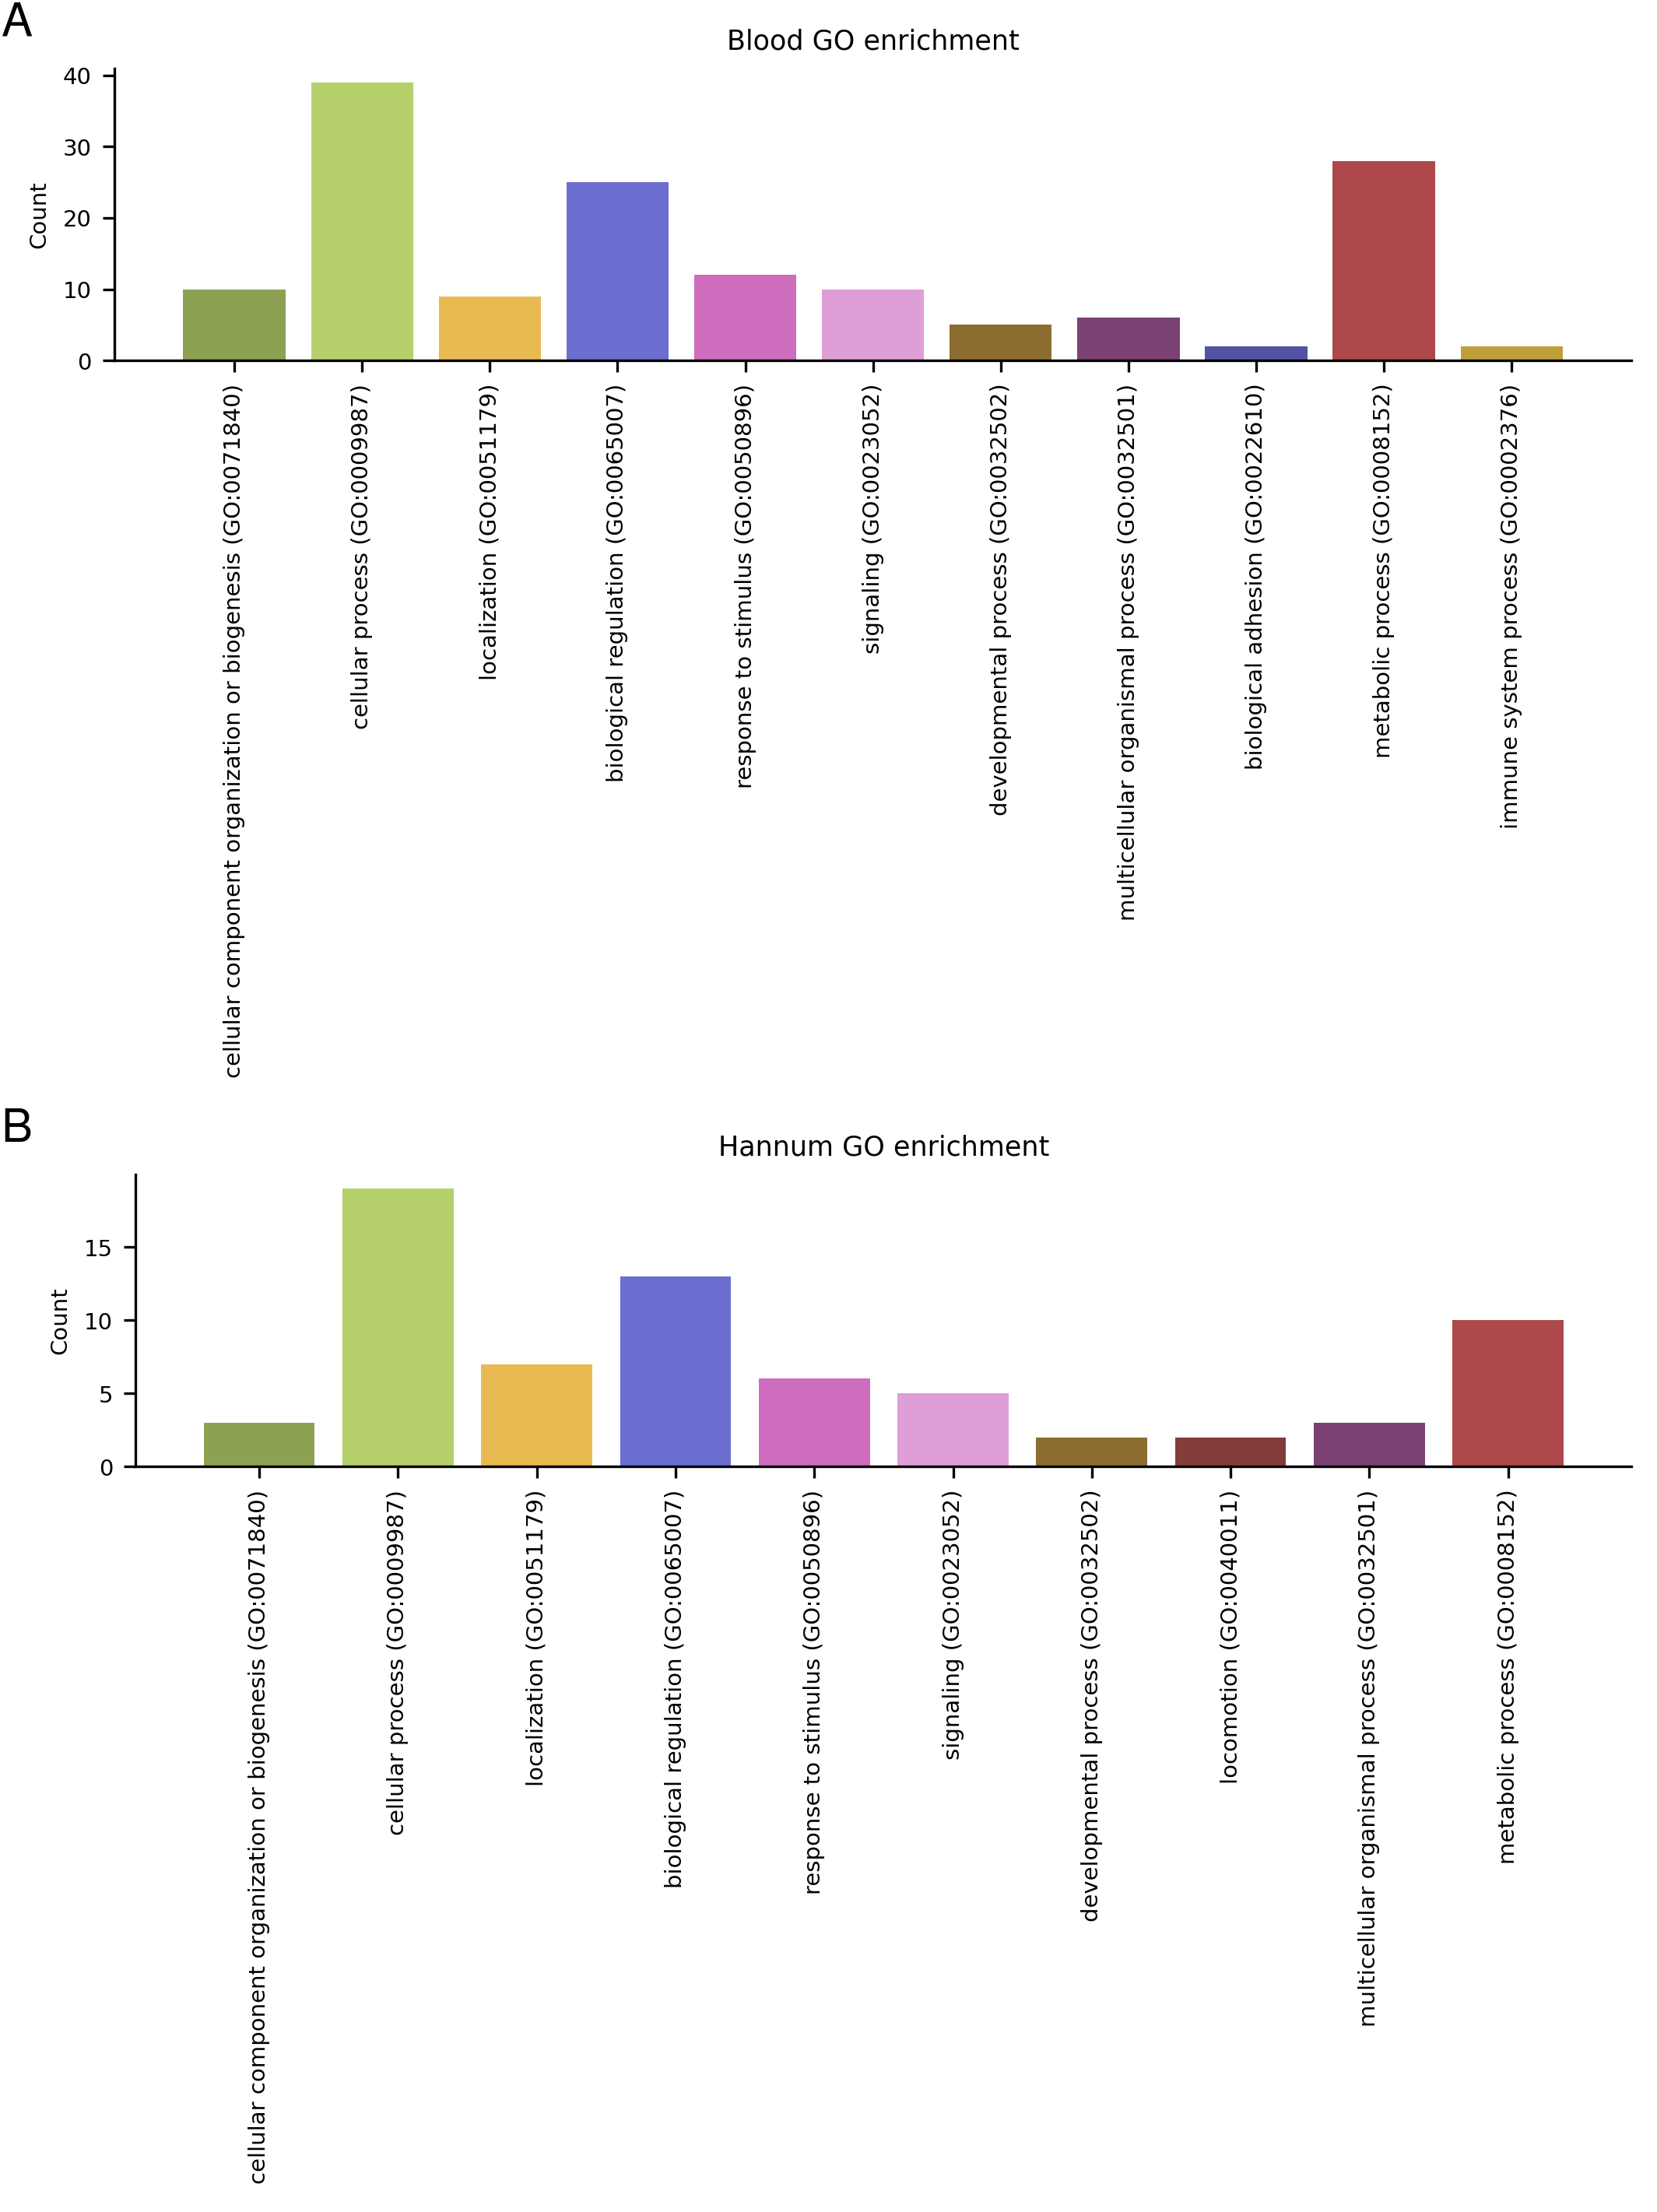 A
Blood GO enrichment
Count
40
30
20
10
0
cellular component organization or biogenesis (GO:0071840)
cellular process (GO:0009987)
localization (GO:0051179)
biological regulation (GO:0065007)
response to stimulus (GO:0050896)
signaling (GO:0023052)
developmental process (GO:0032502)
multicellular organismal process (GO:0032501)
biological adhesion (GO:0022610)
metabolic process (GO:0008152)
immune system process (GO:0002376)
B
Hannum GO enrichment
Count
15
10
5
0
cellular component organization or biogenesis (GO:0071840)
cellular process (GO:0009987)
localization (GO:0051179)
biological regulation (GO:0065007)
response to stimulus (GO:0050896)
signaling (GO:0023052)
developmental process (GO:0032502)
locomotion (GO:0040011)
multicellular organismal process (GO:0032501)
metabolic process (GO:0008152)